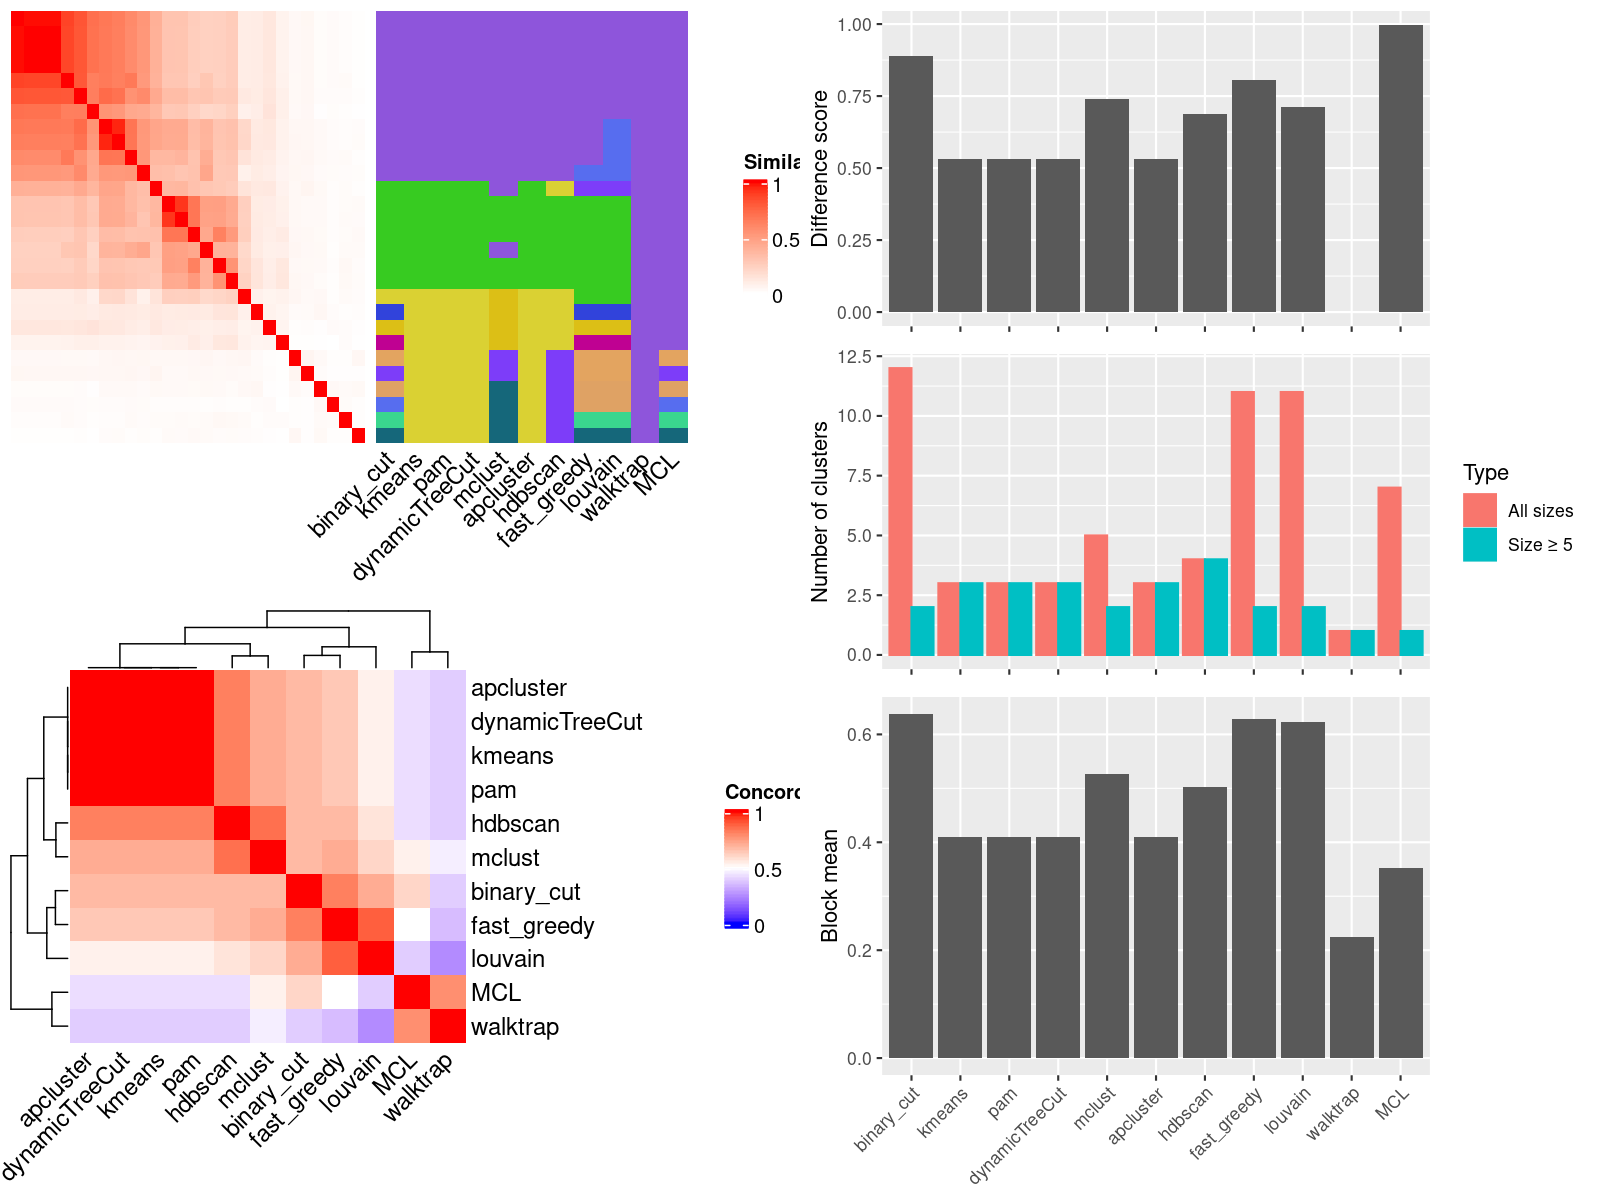 Simila
1
0.5
0
binary_cut
kmeans
pam
dynamicTreeCut
mclust
apcluster
hdbscan
fast_greedy
louvain
walktrap
MCL
apcluster
dynamicTreeCut
kmeans
pam
hdbscan
mclust
binary_cut
fast_greedy
louvain
MCL
walktrap
Concord
1
0.5
0
apcluster
dynamicTreeCut
kmeans
pam
hdbscan
mclust
binary_cut
fast_greedy
louvain
MCL
walktrap
Difference score
1.00
0.75
0.50
0.25
0.00
Number of clusters
12.5
10.0
7.5
5.0
2.5
0.0
Type
All sizes
Size ≥ 5
Block mean
0.6
0.4
0.2
0.0
binary_cut
kmeans
pam
dynamicTreeCut
mclust
apcluster
hdbscan
fast_greedy
louvain
walktrap
MCL